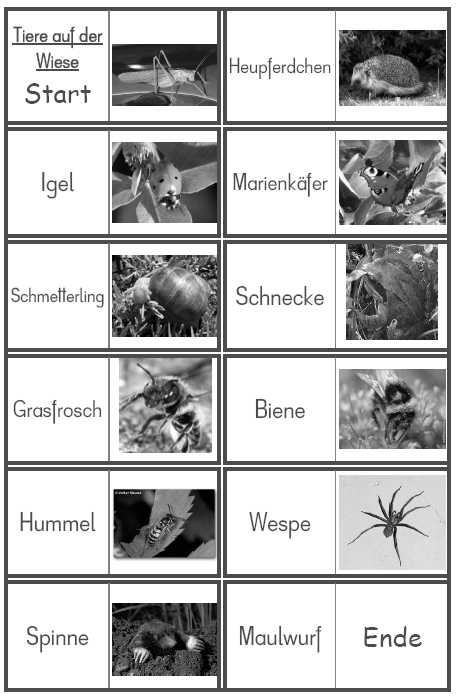 Tiere auf der
Wiese
Start
Heupferdchen
Igel
Marienkäfer
Schmetterling
Schnecke
Grasfrosch
Biene
Hummel
Wespe
Spinne
Maulwurf
Ende